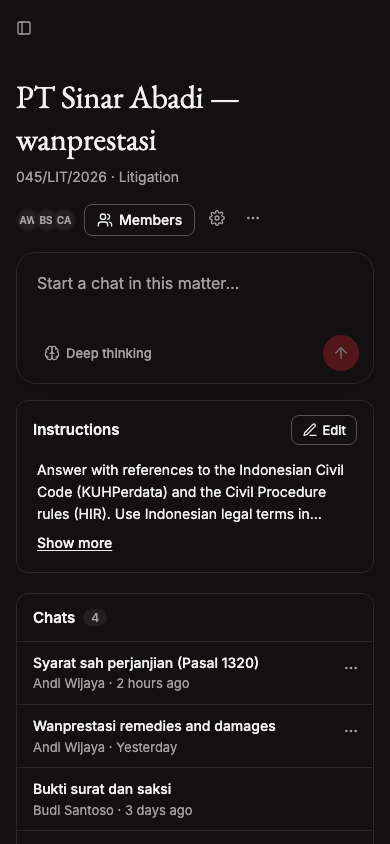 PT Sinar Abadi —
wanprestasi
045/LIT/2026 · Litigation
AW BS CA Members
Start a chat in this matter...
Deep thinking
Instructions
Edit
Answer with references to the Indonesian Civil
Code (KUHPerdata) and the Civil Procedure
rules (HIR). Use Indonesian legal terms in...
Show more
Chats 4
Syarat sah perjanjian (Pasal 1320)
Andi Wijaya · 2 hours ago
Wanprestasi remedies and damages
Andi Wijaya · Yesterday
Bukti surat dan saksi
Budi Santoso · 3 days ago